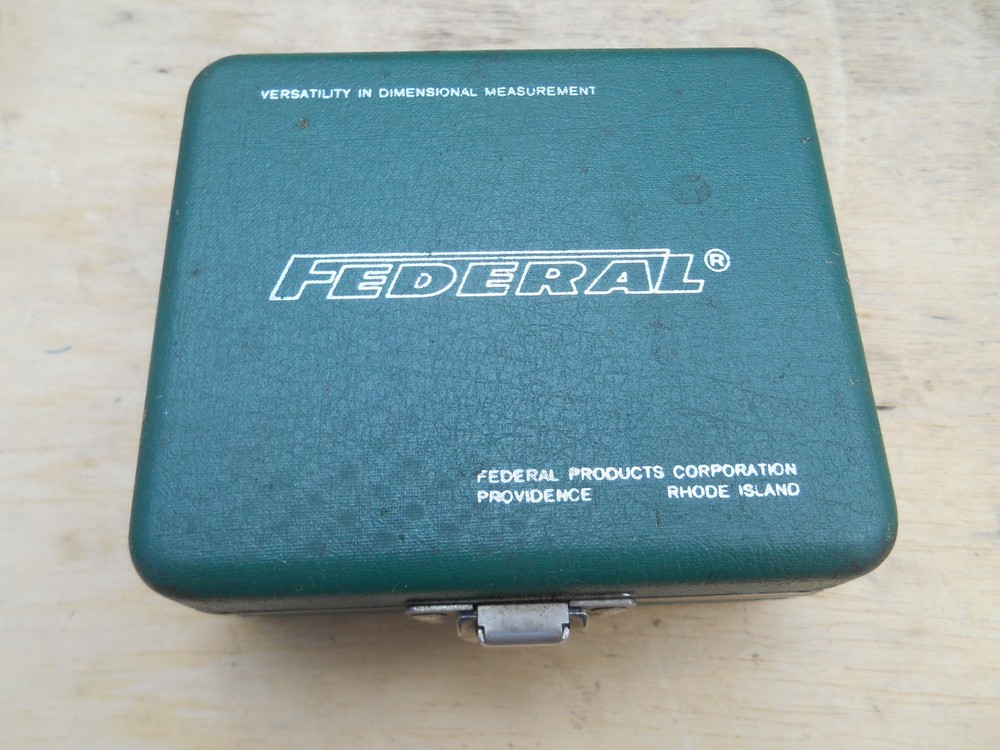 VERSATILITY IN DIMENSIONAL MEASUREMENT
FEDERAL®
FEDERAL PRODUCTS CORPORATION
PROVIDENCE RHODE ISLAND